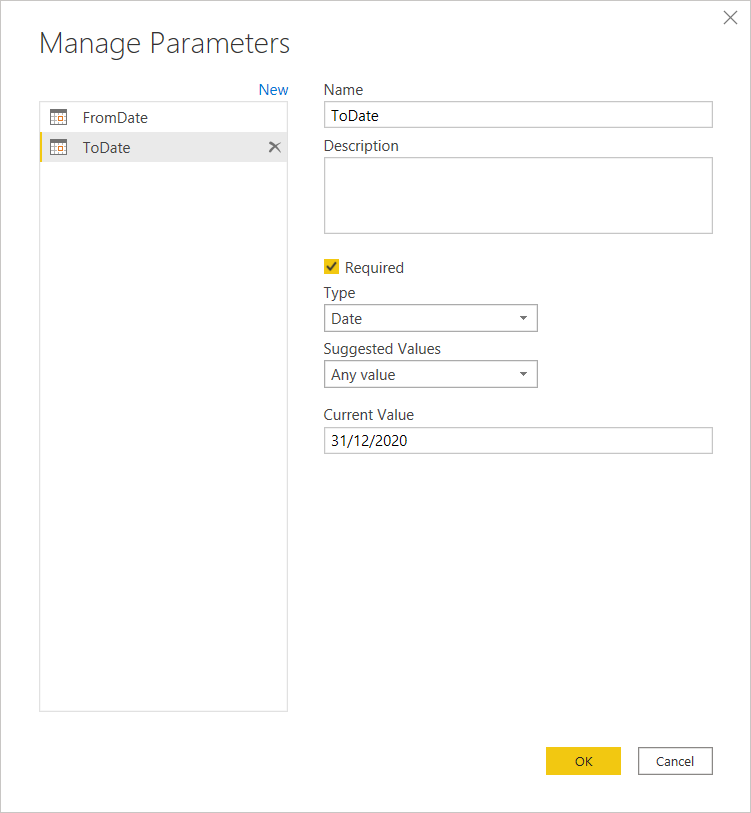 Manage Parameters
New
FromDate
ToDate
Name
ToDate
Description
Required
Type
Date
Suggested Values
Any value
Current Value
31/12/2020
OK
Cancel